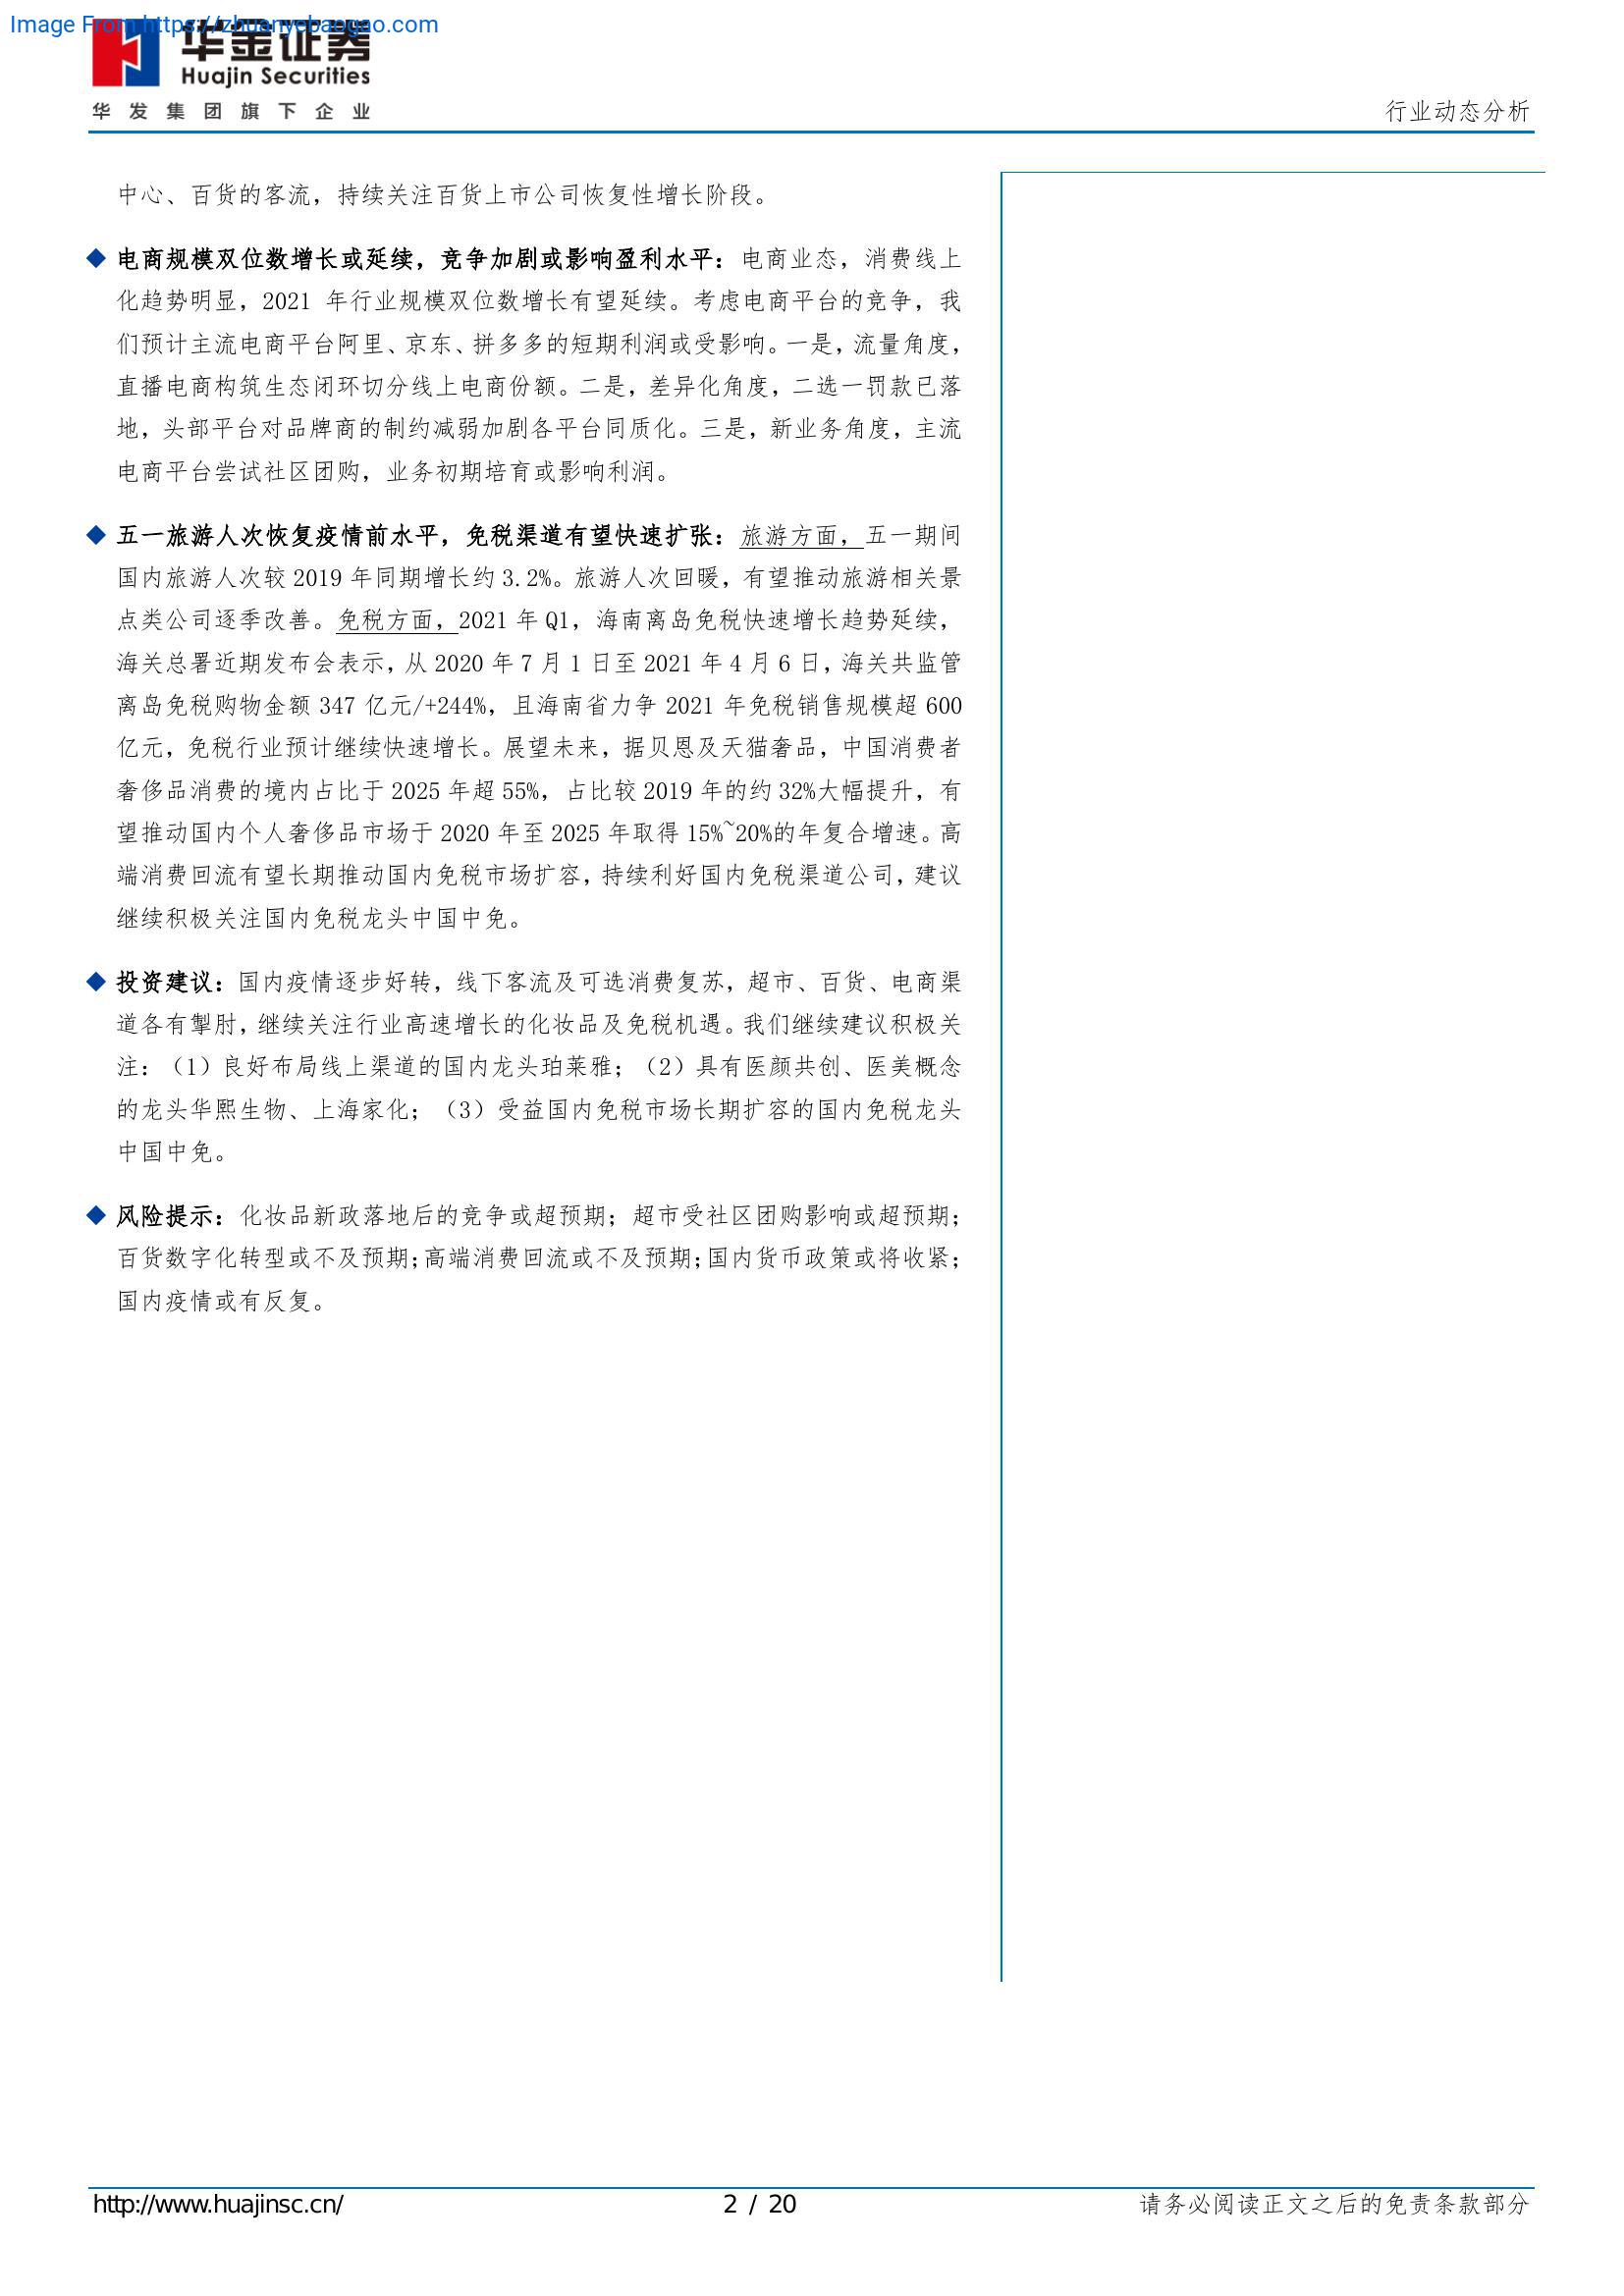 Image From https://zhuanyebaogao.com
华金证券
Huajin Securities
华发集团旗下企业
行业动态分析
中心、百货的客流，持续关注百货上市公司恢复性增长阶段。
◆ 电商规模双位数增长或延续，竞争加剧或影响盈利水平：电商业态，消费线上
化趋势明显，2021 年行业规模双位数增长有望延续。考虑电商平台的竞争，我
们预计主流电商平台阿里、京东、拼多多的短期利润或受影响。一是，流量角度，
直播电商构筑生态闭环切分线上电商份额。二是，差异化角度，二选一罚款已落
地，头部平台对品牌商的制约减弱加剧各平台同质化。三是，新业务角度，主流
电商平台尝试社区团购，业务初期培育或影响利润。
◆ 五一旅游人次恢复疫情前水平，免税渠道有望快速扩张：旅游方面，五一期间
国内旅游人次较 2019 年同期增长约 3.2%。旅游人次回暖，有望推动旅游相关景
点类公司逐季改善。免税方面，2021 年 Q1，海南离岛免税快速增长趋势延续，
海关总署近期发布会表示，从 2020 年 7 月 1 日至 2021 年 4 月 6 日，海关共监管
离岛免税购物金额 347 亿元/+244%，且海南省力争 2021 年免税销售规模超 600
亿元，免税行业预计继续快速增长。展望未来，据贝恩及天猫奢品，中国消费者
奢侈品消费的境内占比于 2025 年超 55%，占比较 2019 年的约 32%大幅提升，有
望推动国内个人奢侈品市场于 2020 年至 2025 年取得 15%~20%的年复合增速。高
端消费回流有望长期推动国内免税市场扩容，持续利好国内免税渠道公司，建议
继续积极关注国内免税龙头中国中免。
◆ 投资建议：国内疫情逐步好转，线下客流及可选消费复苏，超市、百货、电商渠
道各有掣肘，继续关注行业高速增长的化妆品及免税机遇。我们继续建议积极关
注：（1）良好布局线上渠道的国内龙头珀莱雅；（2）具有医颜共创、医美概念
的龙头华熙生物、上海家化；（3）受益国内免税市场长期扩容的国内免税龙头
中国中免。
◆ 风险提示：化妆品新政落地后的竞争或超预期；超市受社区团购影响或超预期；
百货数字化转型或不及预期；高端消费回流或不及预期；国内货币政策或将收紧；
国内疫情或有反复。
http://www.huajinsc.cn/
2 / 20
请务必阅读正文之后的免责条款部分